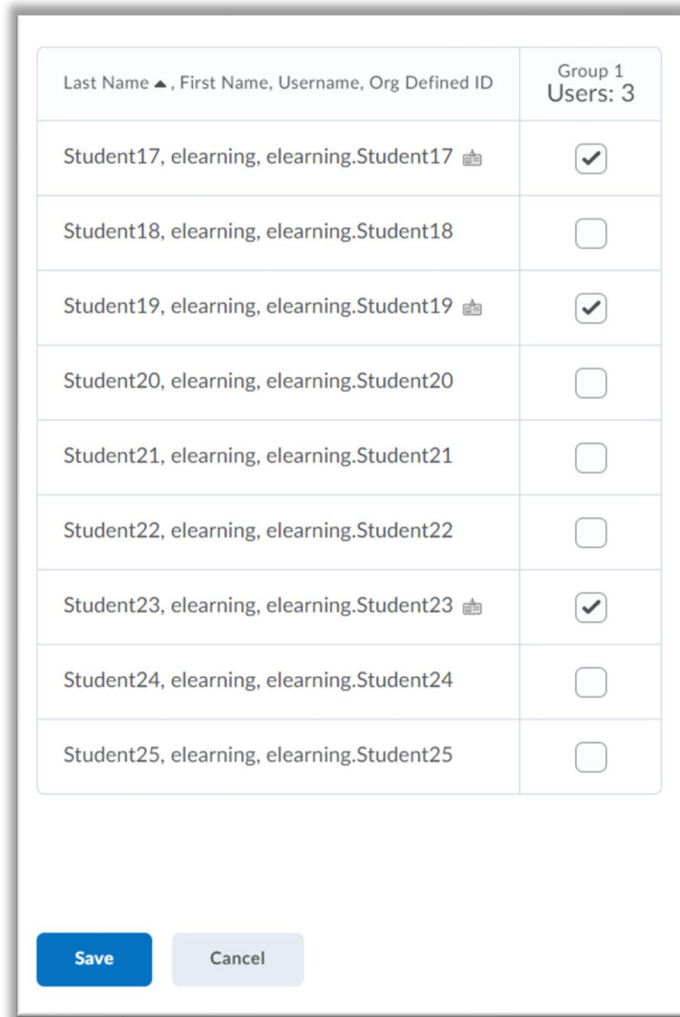 Last Name ▲ , First Name, Username, Org Defined ID
Group 1
Users: 3
Student17, elearning, elearning.Student17
Student18, elearning, elearning.Student18
Student19, elearning, elearning.Student19
Student20, elearning, elearning.Student20
Student21, elearning, elearning.Student21
Student22, elearning, elearning.Student22
Student23, elearning, elearning.Student23
Student24, elearning, elearning.Student24
Student25, elearning, elearning.Student25
Save
Cancel